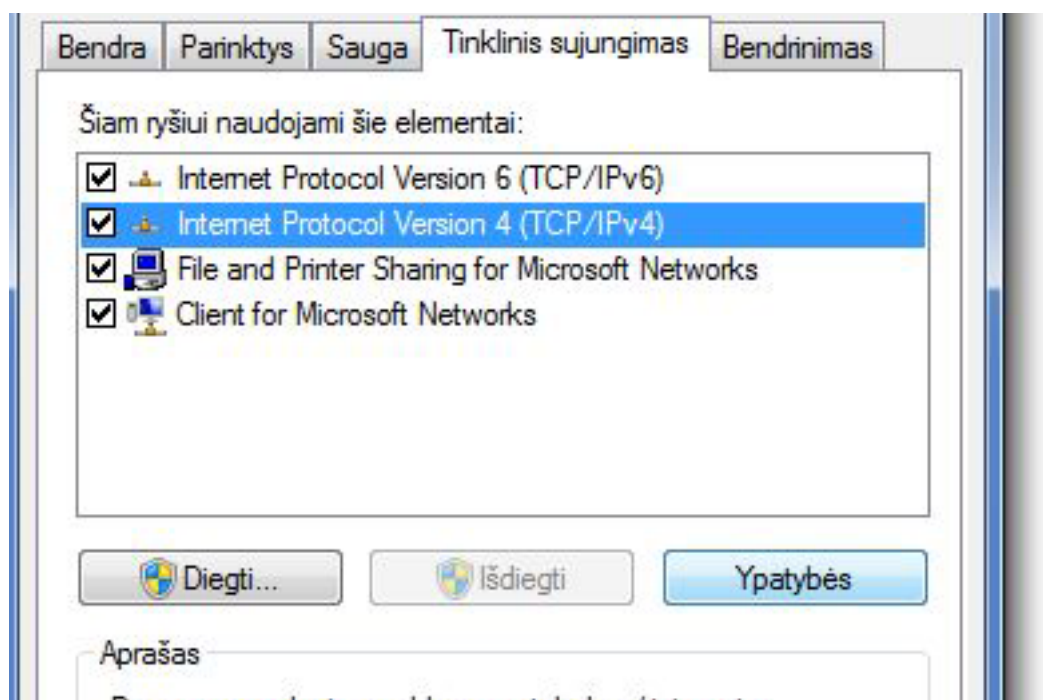 Bendra Parinktys Sauga Tinklinis sujungimas Bendrinimas
Šiam ryšiui naudojami šie elementai:
Internet Protocol Version 6 (TCP/IPv6)
Internet Protocol Version 4 (TCP/IPv4)
File and Printer Sharing for Microsoft Networks
Client for Microsoft Networks
Diegti... Išdiegti Ypatybės
Aprašas